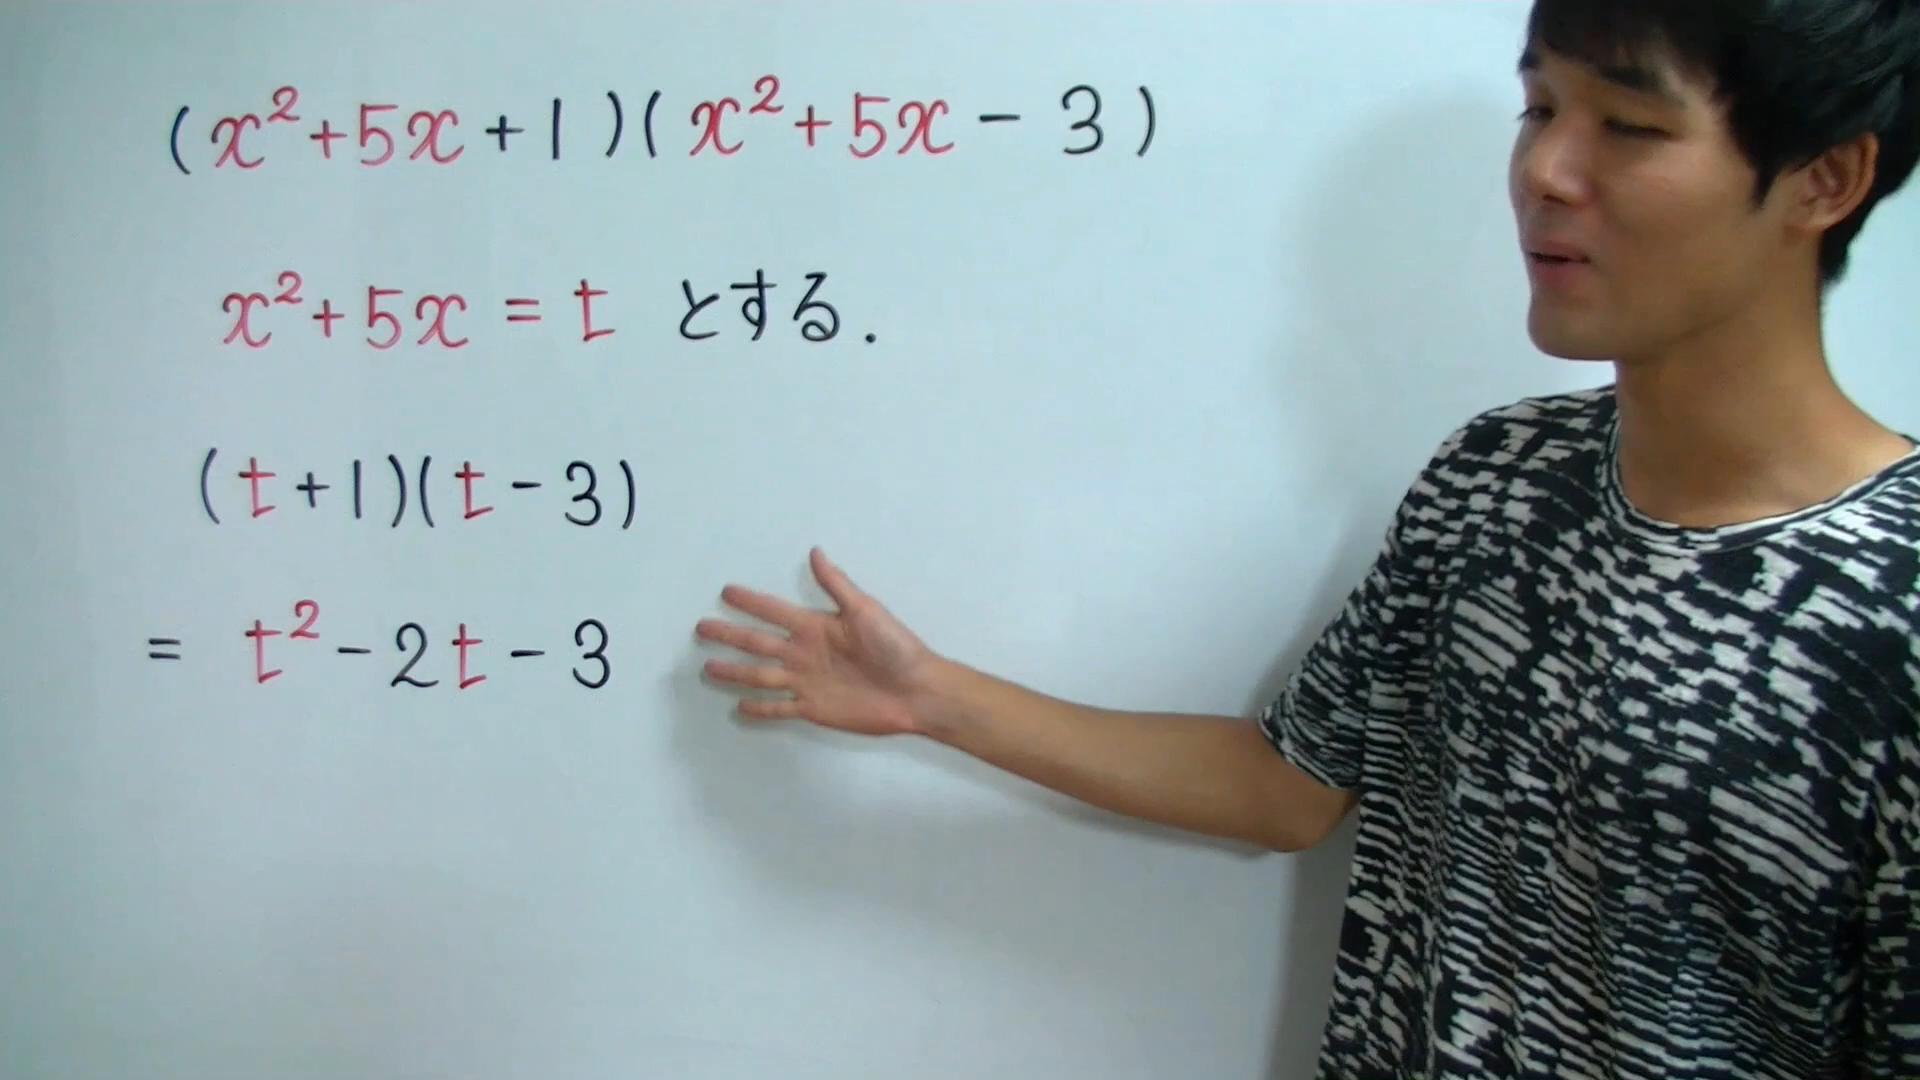 (x²+5x+1)(x²+5x-3)
x²+5x = t とする.
(t+1)(t-3)
= t²-2t-3